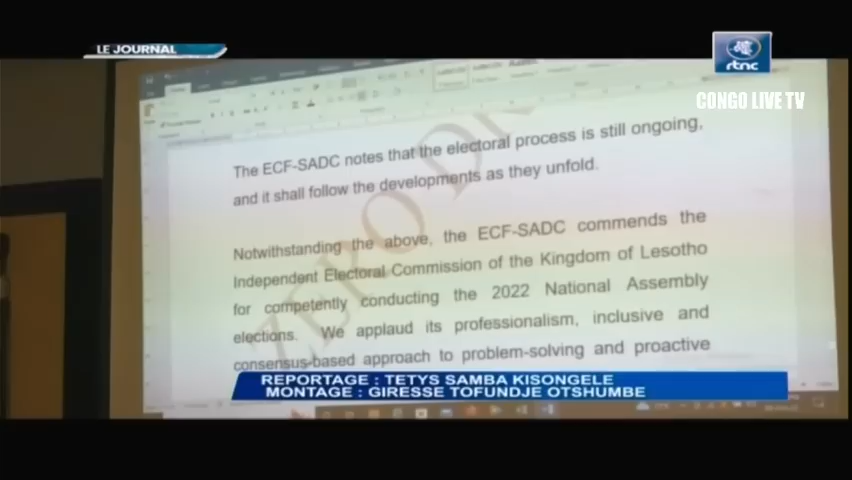 LE JOURNAL
rtnc
CONGO LIVE TV
The ECF-SADC notes that the electoral process is still ongoing,
and it shall follow the developments as they unfold.
Notwithstanding the above, the ECF-SADC commends the
Independent Electoral Commission of the Kingdom of Lesotho
for competently conducting the 2022 National Assembly
elections. We applaud its professionalism, inclusive and
consensus-based approach to problem-solving and proactive
ZERO DR
REPORTAGE : TETYS SAMBA KISONGELE
MONTAGE : GIRESSE TOFUNDJE OTSHUMBE